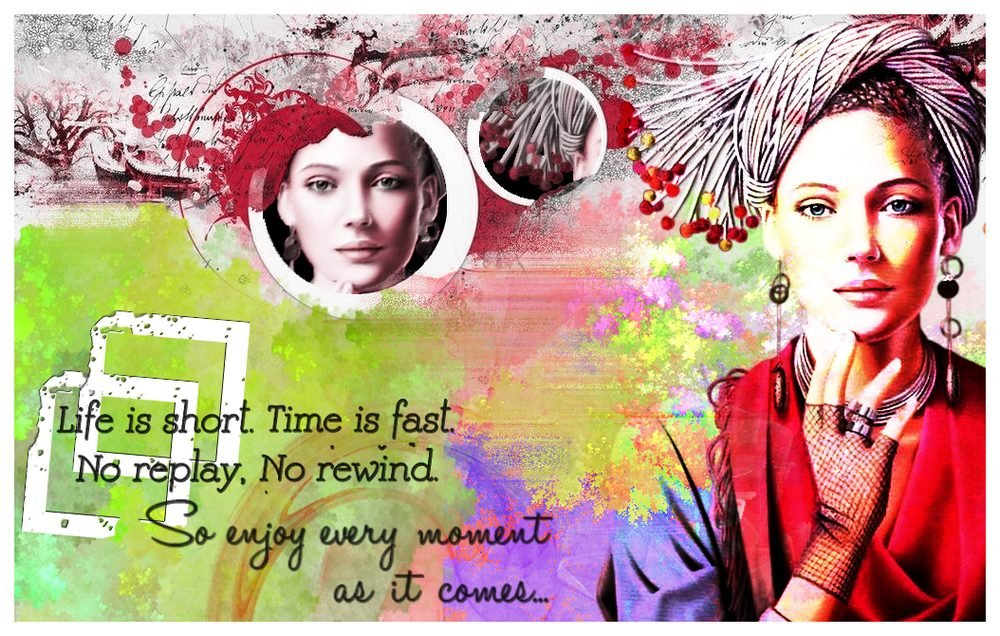 Life is short. Time is fast.
No replay, No rewind.
So enjoy every moment
as it comes...